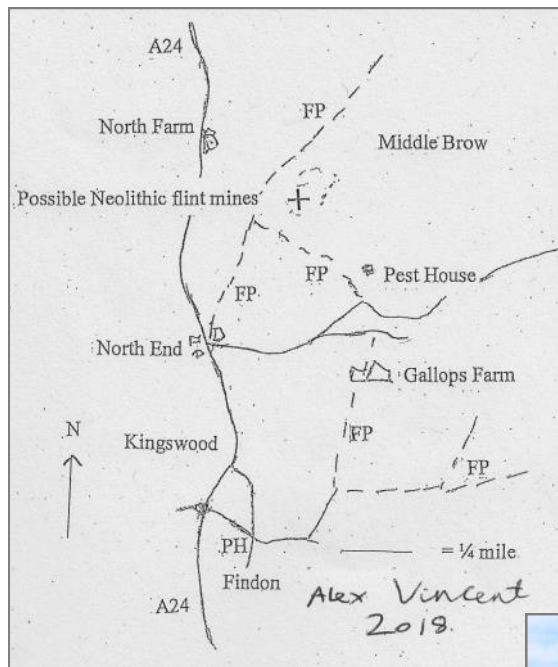 A24
FP
North Farm
Middle Brow
Possible Neolithic flint mines
FP
Pest House
FP
North End
Gallops Farm
N
Kingswood
FP
FP
PH
= ¼ mile
Findon
Alex Vincent
A24
2018.